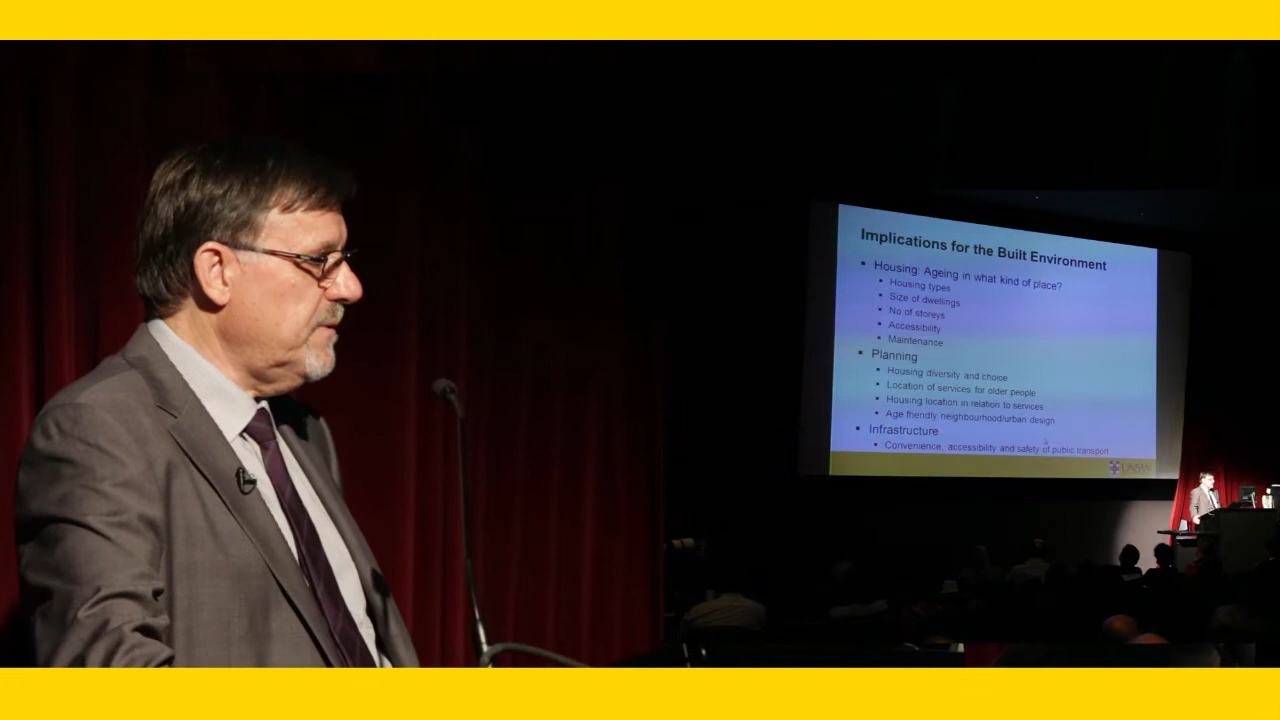 Implications for the Built Environment
Housing: Ageing in what kind of place?
Housing types
Size of dwellings
No of storeys
Accessibility
Maintenance
Planning
Housing diversity and choice
Location of services for older people
Housing location in relation to services
Age friendly neighbourhood/urban design
Infrastructure
Convenience, accessibility and safety of public transport
UNSW